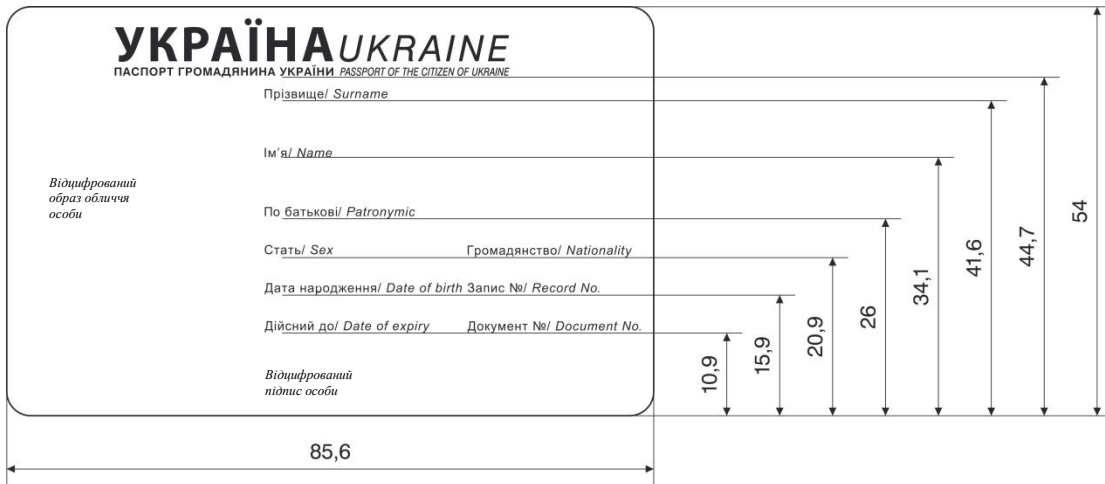 УКРАЇНА UKRAINE
ПАСПОРТ ГРОМАДЯНИНА УКРАЇНИ PASSPORT OF THE CITIZEN OF UKRAINE
Прізвище/ Surname
Ім'я/ Name
Відцифрований
образ обличчя
особи
По батькові/ Patronymic
Стать/ Sex Громадянство/ Nationality
Дата народження/ Date of birth Запис №/ Record No.
Дійсний до/ Date of expiry Документ №/ Document No.
Відцифрований
підпис особи
10,9
15,9
20,9
26
34,1
41,6
44,7
54
85,6